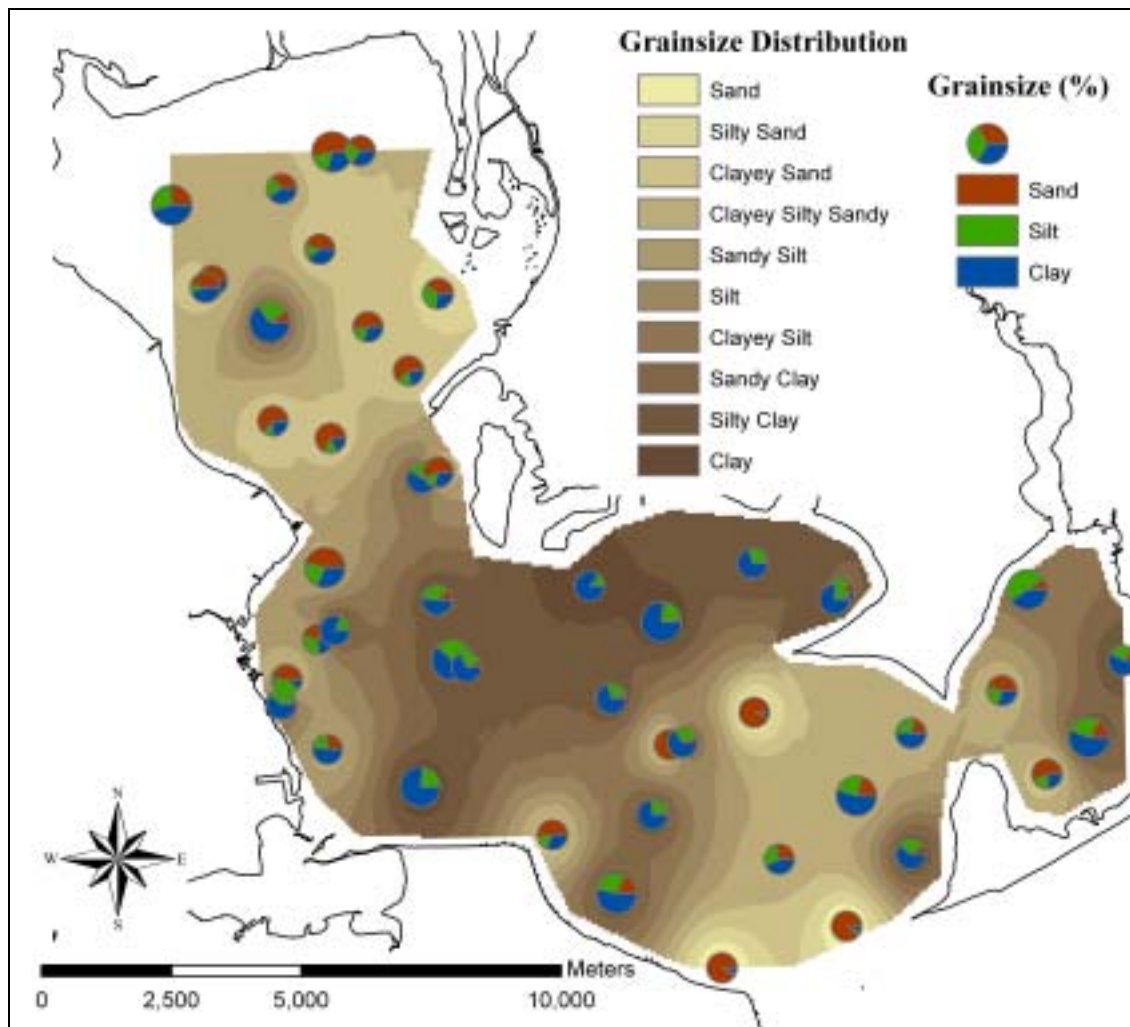 Grainsize Distribution
Sand
Silty Sand
Clayey Sand
Clayey Silty Sandy
Sandy Silt
Silt
Clayey Silt
Sandy Clay
Silty Clay
Clay
Grainsize (%)
Sand
Silt
Clay
N
W E
S
Meters
0 2,500 5,000 10,000